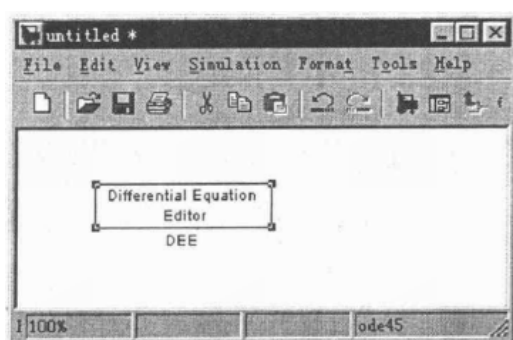 untitled *
File Edit View Simulation Format Tools Help
Differential Equation
Editor
DEE
100%
ode45